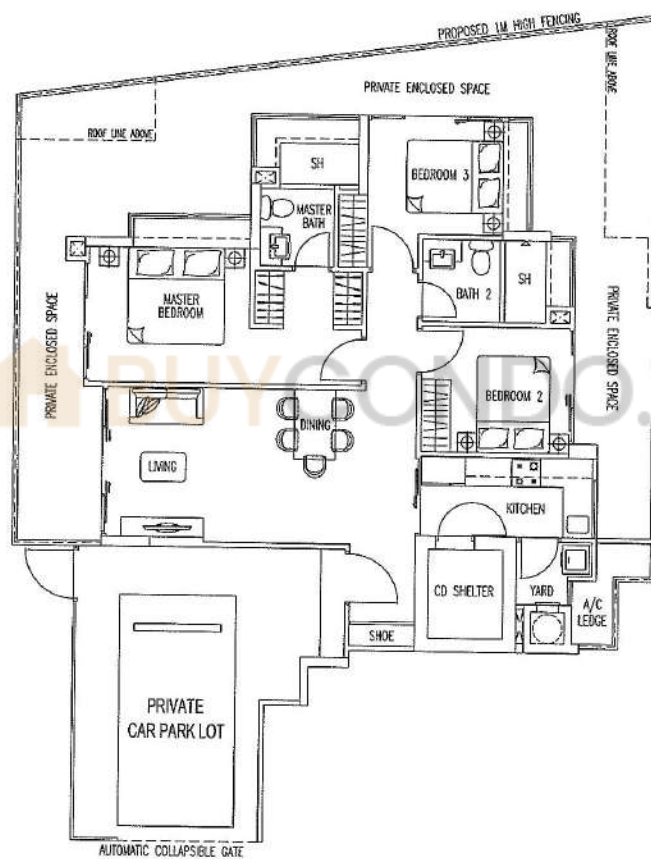 PROPOSED 1M HIGH FENCING
ROOF LINE ABOVE
PRIVATE ENCLOSED SPACE
ROOF LINE ABOVE
SH
BEDROOM 3
MASTER
BATH
MASTER
BEDROOM
BATH 2
SH
PRIVATE ENCLOSED SPACE
PRIVATE ENCLOSED SPACE
BUYCONDO.
BEDROOM 2
DINING
LIVING
KITCHEN
CD SHELTER
YARD
A/C
LEDGE
SHOE
PRIVATE
CAR PARK LOT
AUTOMATIC COLLAPSIBLE GATE